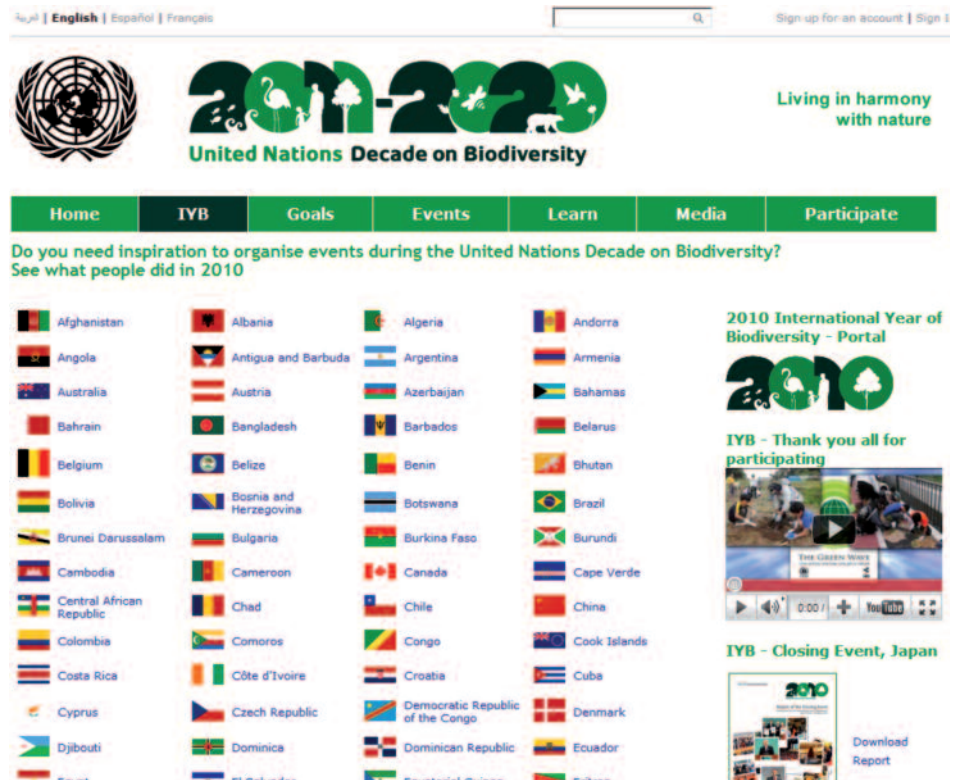 العربية | English | Español | Français
Sign up for an account | Sign I
2011-2020
United Nations Decade on Biodiversity
Living in harmony
with nature
Home IYB Goals Events Learn Media Participate
Do you need inspiration to organise events during the United Nations Decade on Biodiversity?
See what people did in 2010
Afghanistan Albania Algeria Andorra
Angola Antigua and Barbuda Argentina Armenia
Australia Austria Azerbaijan Bahamas
Bahrain Bangladesh Barbados Belarus
Belgium Belize Benin Bhutan
Bolivia Bosnia and
Herzegovina Botswana Brazil
Brunei Darussalam Bulgaria Burkina Faso Burundi
Cambodia Cameroon Canada Cape Verde
Central African
Republic Chad Chile China
Colombia Comoros Congo Cook Islands
Costa Rica Côte d'Ivoire Croatia Cuba
Cyprus Czech Republic Democratic Republic
of the Congo Denmark
Djibouti Dominica Dominican Republic Ecuador
2010 International Year of
Biodiversity - Portal
2010
IYB - Thank you all for
participating
THE GREEN WAVE
0:00 /
YouTube
IYB - Closing Event, Japan
2010
Download
Report